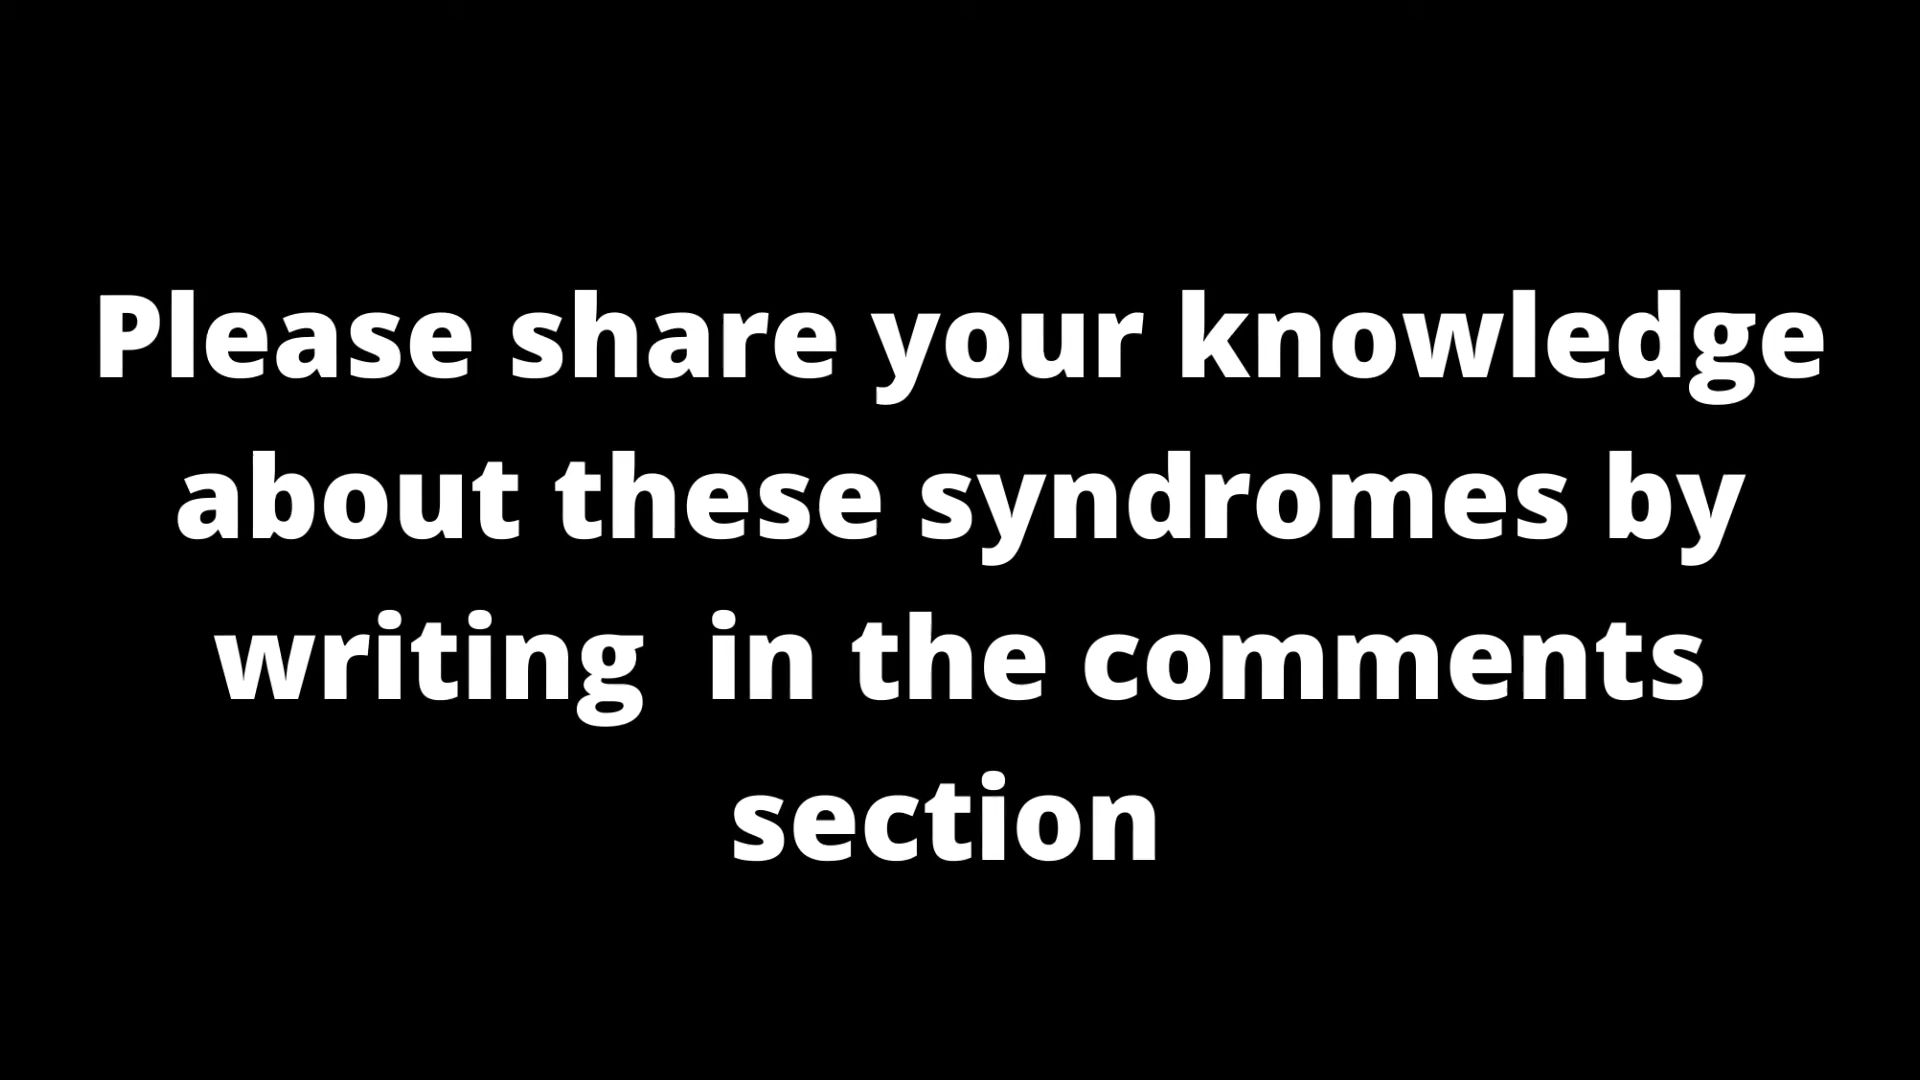 Please share your knowledge
about these syndromes by
writing  in the comments
section